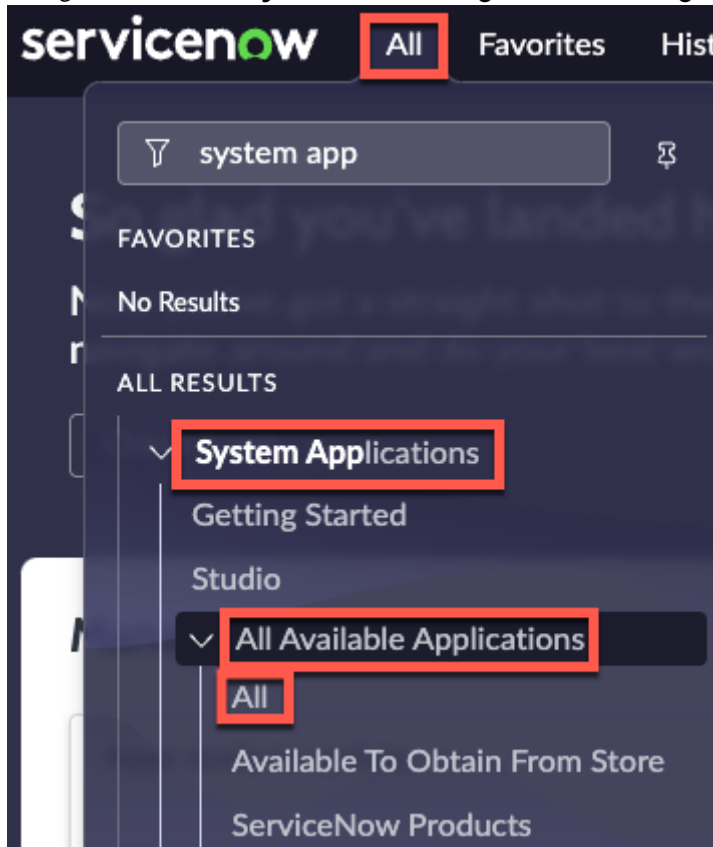 servicenow All Favorites Hist
system app
FAVORITES
No Results
ALL RESULTS
System Applications
Getting Started
Studio
All Available Applications
All
Available To Obtain From Store
ServiceNow Products